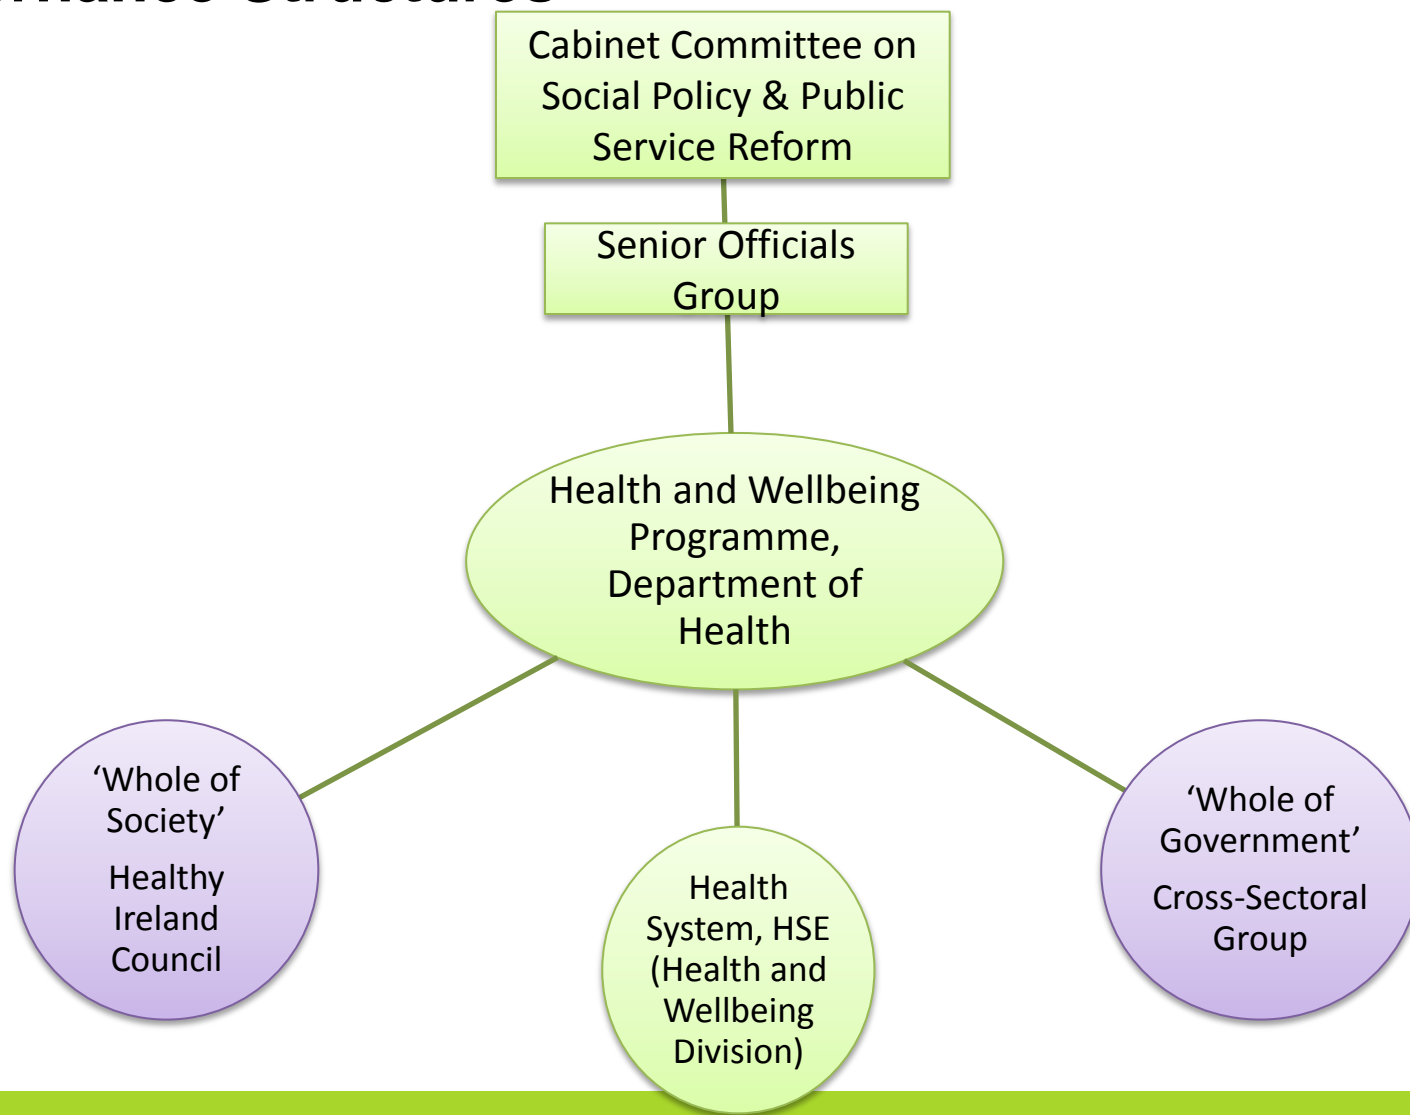 Structures
Cabinet Committee on
Social Policy & Public
Service Reform
Senior Officials
Group
Health and Wellbeing
Programme,
Department of
Health
‘Whole of
Society’
Healthy
Ireland
Council
Health
System, HSE
(Health and
Wellbeing
Division)
‘Whole of
Government’
Cross-Sectoral
Group